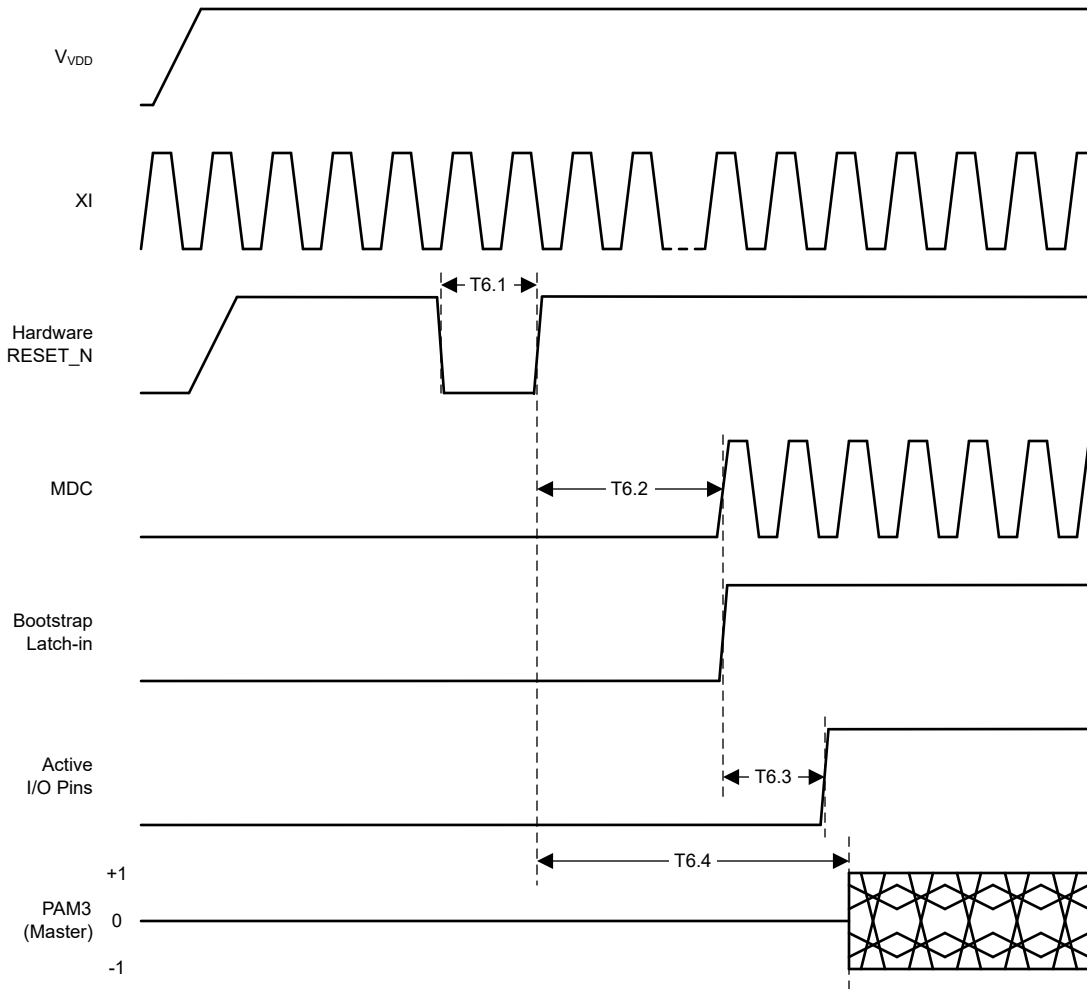 VVDD
XI
T6.1
Hardware
RESET_N
MDC
T6.2
Bootstrap
Latch-in
Active
I/O Pins
T6.3
T6.4
+1
PAM3
(Master)
0
-1